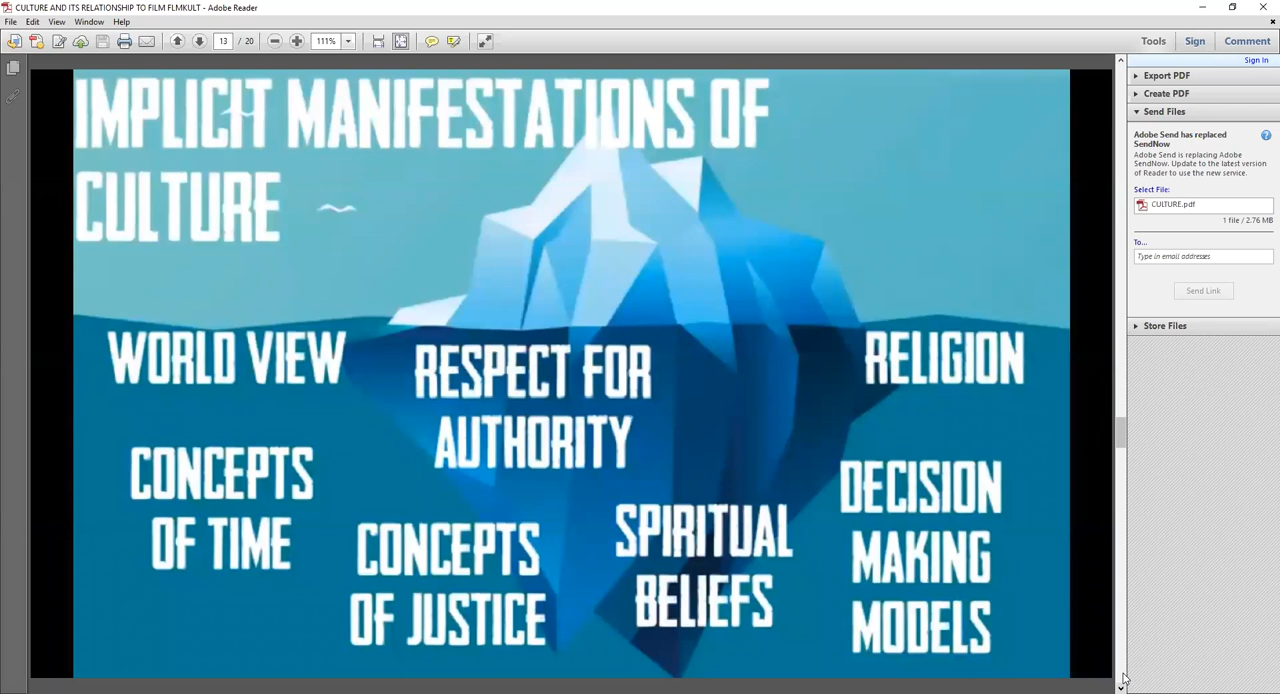 CULTURE AND ITS RELATIONSHIP TO FILM FLMKULT - Adobe Reader
File Edit View Window Help
13 / 20 111% Tools Sign Comment
Sign In
Export PDF
Create PDF
Send Files
Adobe Send has replaced
SendNow
Adobe Send is replacing Adobe
SendNow. Update to the latest version
of Reader to use the new service.
Select File:
CULTURE.pdf
1 file / 2.76 MB
To...
Type in email addresses
Send Link
Store Files
IMPLICIT MANIFESTATIONS OF
CULTURE
WORLD VIEW
RESPECT FOR
AUTHORITY
RELIGION
CONCEPTS
OF TIME
CONCEPTS
OF JUSTICE
SPIRITUAL
BELIEFS
DECISION
MAKING
MODELS